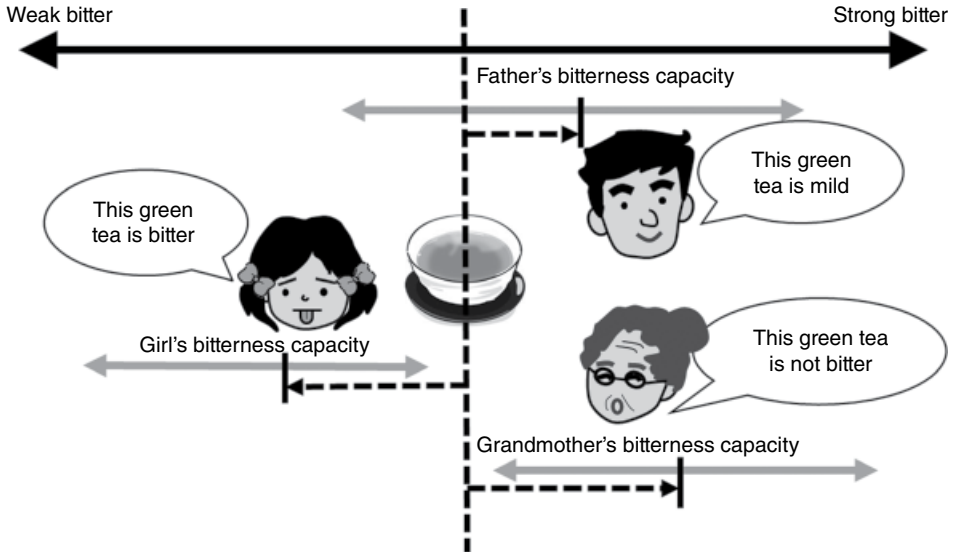 Weak bitter
Strong bitter
Father’s bitterness capacity
This green
tea is mild
This green
tea is bitter
Girl’s bitterness capacity
This green tea
is not bitter
Grandmother’s bitterness capacity